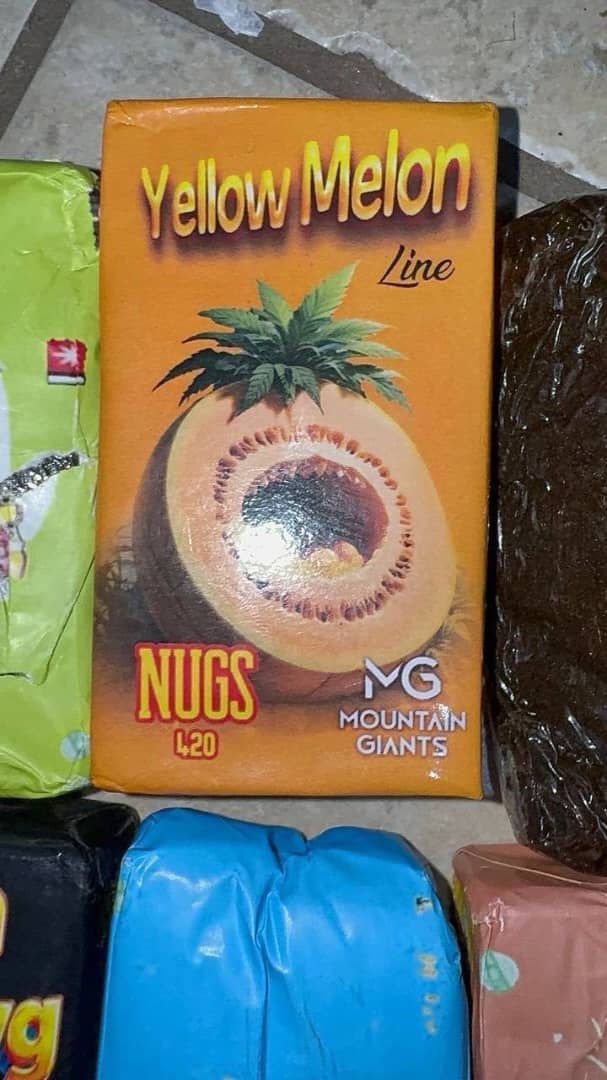 Yellow Melon
Line
NUGS
420
MG
MOUNTAIN
GIANTS